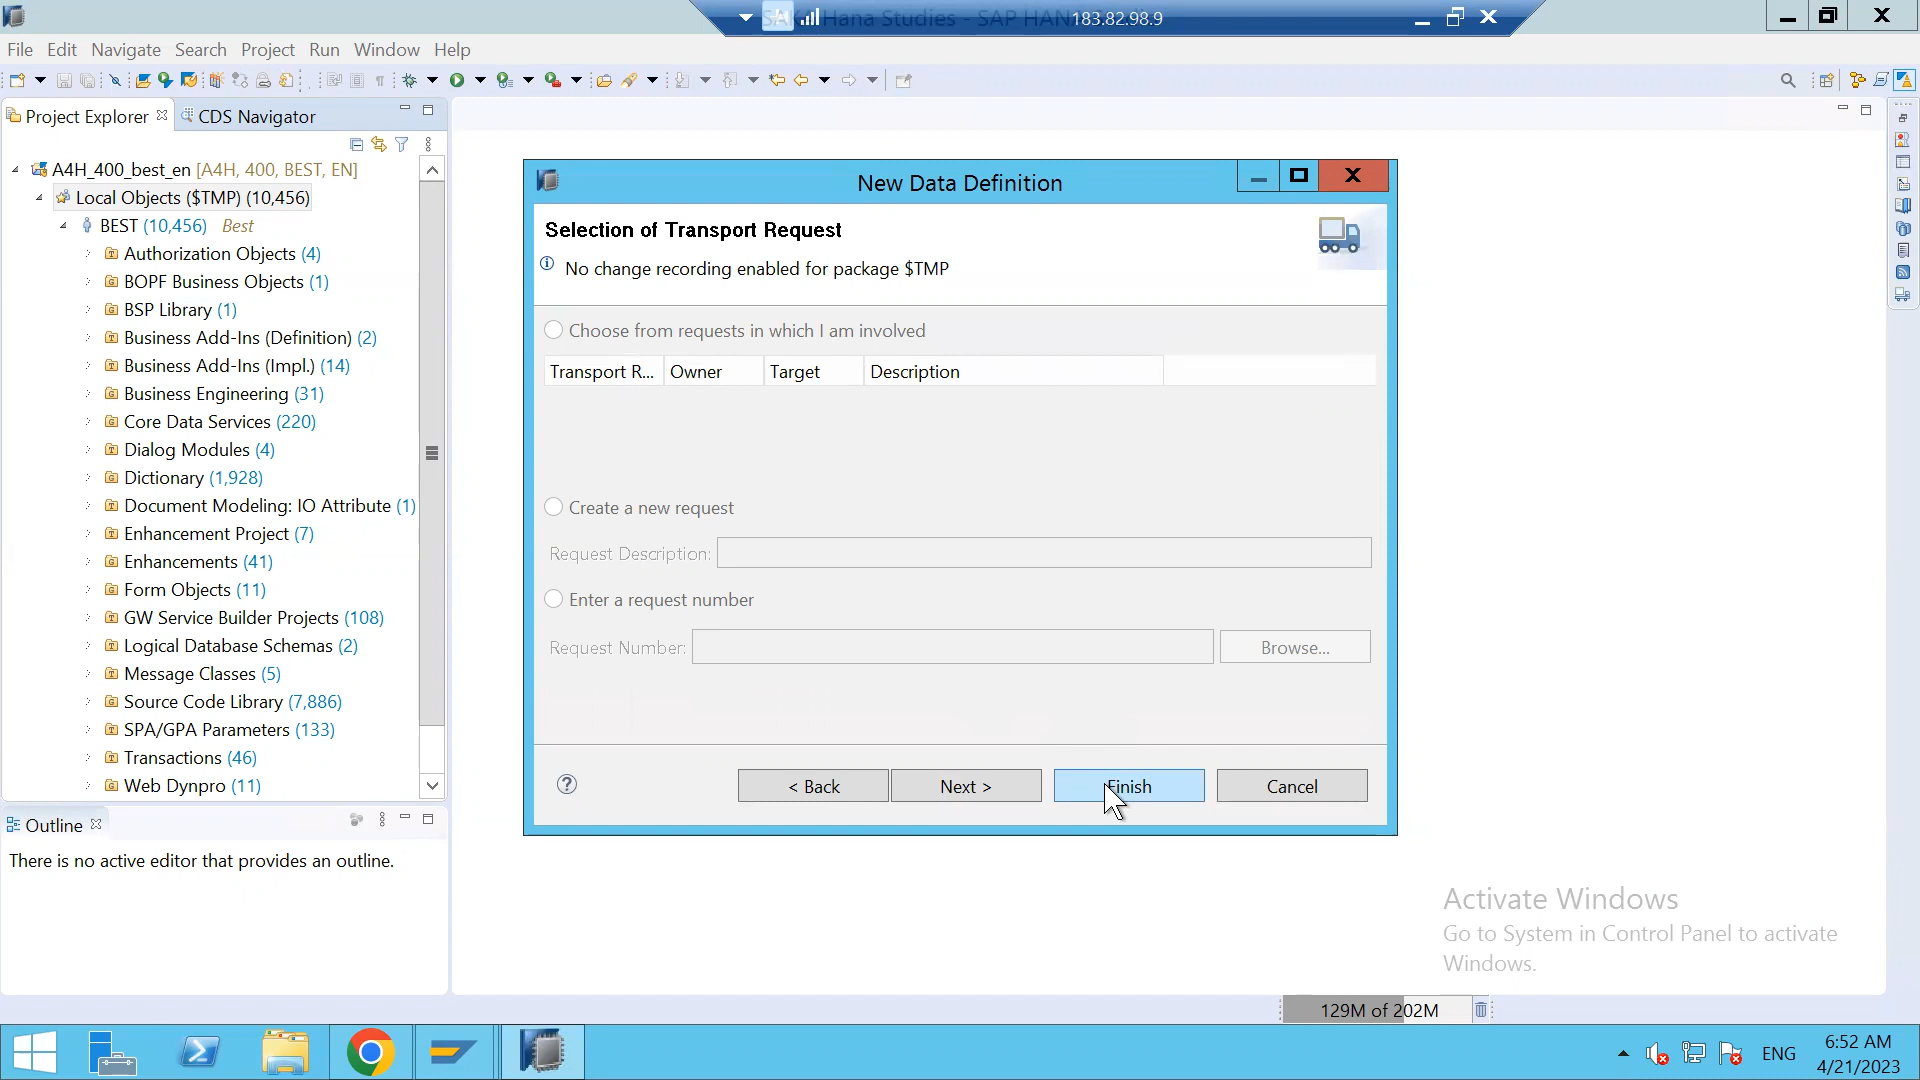 SAKA Hana Studies - SAP HANA
183.82.98.9
File Edit Navigate Search Project Run Window Help
Project Explorer
CDS Navigator
A4H_400_best_en [A4H, 400, BEST, EN]
Local Objects ($TMP) (10,456)
BEST (10,456) Best
Authorization Objects (4)
BOPF Business Objects (1)
BSP Library (1)
Business Add-Ins (Definition) (2)
Business Add-Ins (Impl.) (14)
Business Engineering (31)
Core Data Services (220)
Dialog Modules (4)
Dictionary (1,928)
Document Modeling: IO Attribute (1)
Enhancement Project (7)
Enhancements (41)
Form Objects (11)
GW Service Builder Projects (108)
Logical Database Schemas (2)
Message Classes (5)
Source Code Library (7,886)
SPA/GPA Parameters (133)
Transactions (46)
Web Dynpro (11)
Outline
There is no active editor that provides an outline.
New Data Definition
Selection of Transport Request
No change recording enabled for package $TMP
Choose from requests in which I am involved
Transport R... Owner Target Description
Create a new request
Request Description:
Enter a request number
Request Number: Browse...
< Back Next > Finish Cancel
Activate Windows
Go to System in Control Panel to activate
Windows.
129M of 202M
ENG
6:52 AM
4/21/2023